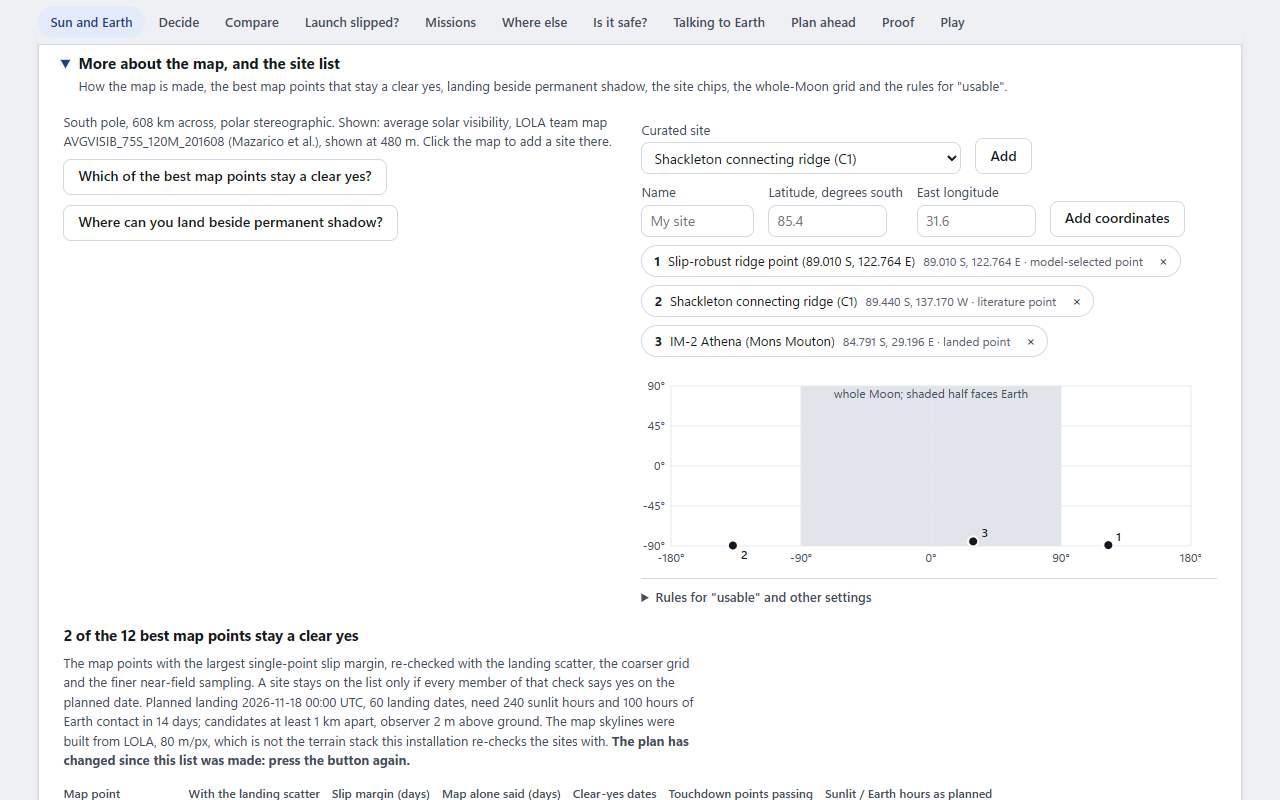 Sun and Earth
Decide
Compare
Launch slipped?
Missions
Where else
Is it safe?
Talking to Earth
Plan ahead
Proof
Play
More about the map, and the site list
How the map is made, the best map points that stay a clear yes, landing beside permanent shadow, the site chips, the whole-Moon grid and the rules for "usable".
South pole, 608 km across, polar stereographic. Shown: average solar visibility, LOLA team map
AVGVISIB_75S_120M_201608 (Mazarico et al.), shown at 480 m. Click the map to add a site there.
Which of the best map points stay a clear yes?
Where can you land beside permanent shadow?
Curated site
Shackleton connecting ridge (C1)
Add
Name
Latitude, degrees south
East longitude
My site
85.4
31.6
Add coordinates
1 Slip-robust ridge point (89.010 S, 122.764 E) 89.010 S, 122.764 E · model-selected point ×
2 Shackleton connecting ridge (C1) 89.440 S, 137.170 W · literature point ×
3 IM-2 Athena (Mons Mouton) 84.791 S, 29.196 E · landed point ×
90°
whole Moon; shaded half faces Earth
45°
0°
-45°
-90°
3
1
2
-180°
-90°
0°
90°
180°
Rules for "usable" and other settings
2 of the 12 best map points stay a clear yes
The map points with the largest single-point slip margin, re-checked with the landing scatter, the coarser grid
and the finer near-field sampling. A site stays on the list only if every member of that check says yes on the
planned date. Planned landing 2026-11-18 00:00 UTC, 60 landing dates, need 240 sunlit hours and 100 hours of
Earth contact in 14 days; candidates at least 1 km apart, observer 2 m above ground. The map skylines were
built from LOLA, 80 m/px, which is not the terrain stack this installation re-checks the sites with. The plan has
changed since this list was made: press the button again.
Map point
With the landing scatter
Slip margin (days)
Map alone said (days)
Clear-yes dates
Touchdown points passing
Sunlit / Earth hours as planned